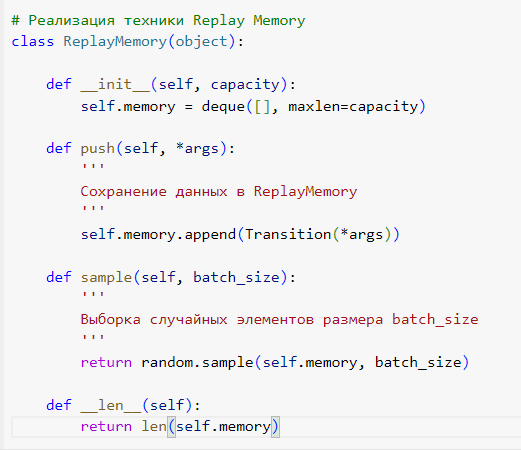 # Реализация техники Replay Memory
class ReplayMemory(object):
def __init__(self, capacity):
self.memory = deque([], maxlen=capacity)
def push(self, *args):
'''
Сохранение данных в ReplayMemory
'''
self.memory.append(Transition(*args))
def sample(self, batch_size):
'''
Выборка случайных элементов размера batch_size
'''
return random.sample(self.memory, batch_size)
def __len__(self):
return len(self.memory)